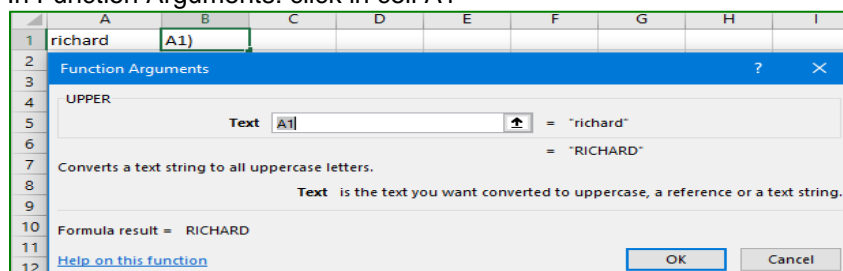 in Function Arguments: click in cell A1
A B C D E F G H I
1 richard A1)
2
3
4
5
6
7
8
9
10
11
12
Function Arguments ? ×
UPPER
Text A1 = "richard"
= "RICHARD"
Converts a text string to all uppercase letters.
Text is the text you want converted to uppercase, a reference or a text string.
Formula result = RICHARD
Help on this function OK Cancel